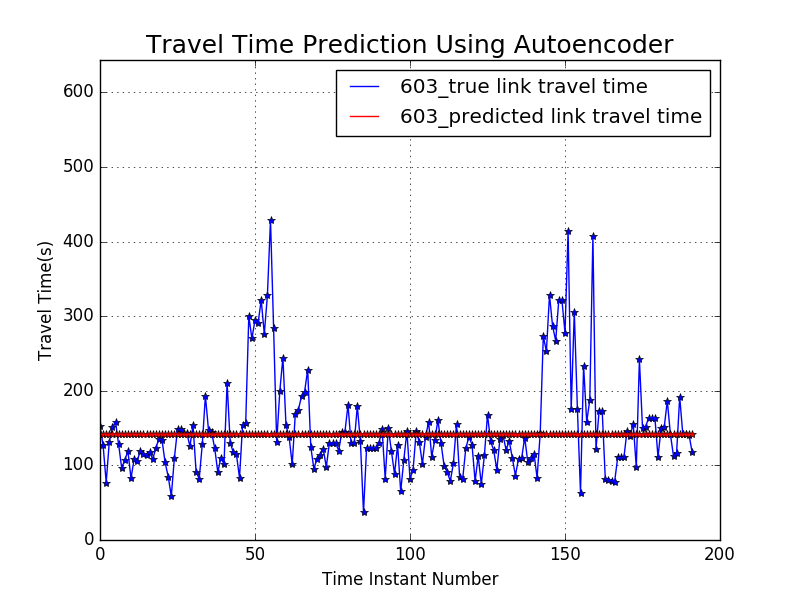 Travel Time Prediction Using Autoencoder
603_true link travel time
603_predicted link travel time
600
500
400
300
200
100
0
Travel Time(s)
0 50 100 150 200
Time Instant Number